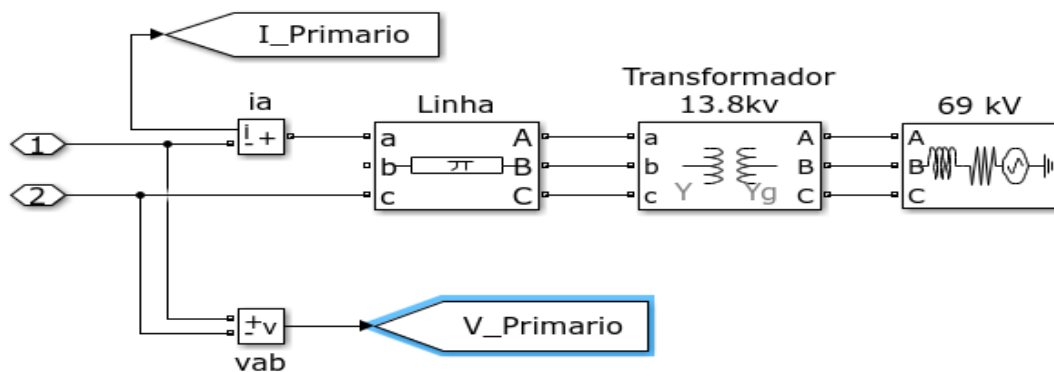 I_Primario
ia
i
- +
1
2
Linha
a A
b B
c C
Transformador
13.8kv
a A
b B
c C
Y Yg
69 kV
A
B
C
+
- v
vab
V_Primario